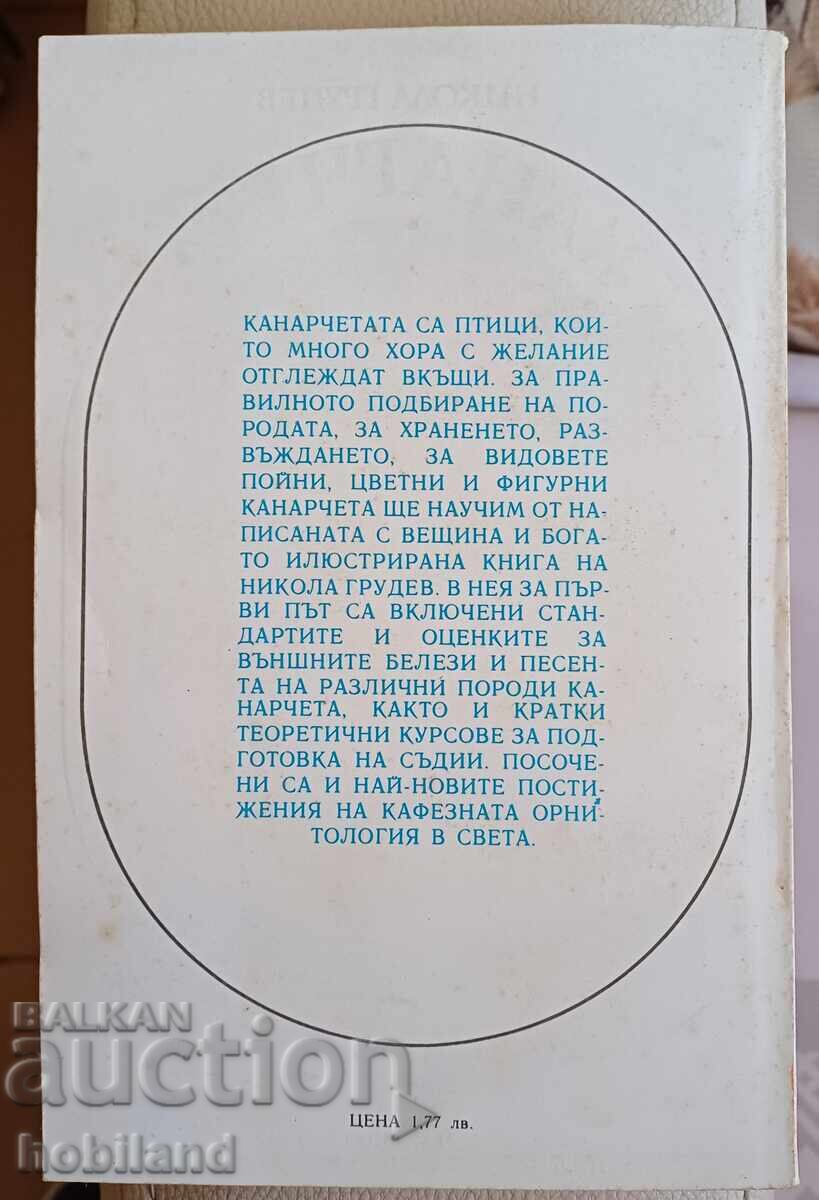 КАНАРЧЕТАТА СА ПТИЦИ, КОИ-
ТО МНОГО ХОРА С ЖЕЛАНИЕ
ОТГЛЕЖДАТ ВКЪЩИ. ЗА ПРА-
ВИЛНОТО ПОДБИРАНЕ НА ПО-
РОДАТА, ЗА ХРАНЕНЕТО, РАЗ-
ВЪЖДАНЕТО, ЗА ВИДОВЕТЕ
ПОЙНИ, ЦВЕТНИ И ФИГУРНИ
КАНАРЧЕТА ЩЕ НАУЧИМ ОТ НА-
ПИСАНАТА С ВЕЩИНА И БОГА-
ТО ИЛЮСТРИРАНА КНИГА НА
НИКОЛА ГРУДЕВ. В НЕЯ ЗА ПЪР-
ВИ ПЪТ СА ВКЛЮЧЕНИ СТАН-
ДАРТИТЕ И ОЦЕНКИТЕ ЗА
ВЪНШНИТЕ БЕЛЕЗИ И ПЕСЕН-
ТА НА РАЗЛИЧНИ ПОРОДИ КА-
НАРЧЕТА, КАКТО И КРАТКИ
ТЕОРЕТИЧНИ КУРСОВЕ ЗА ПОД-
ГОТОВКА НА СЪДИИ. ПОСОЧЕ-
НИ СА И НАЙ-НОВИТЕ ПОСТИ-
ЖЕНИЯ НА КАФЕЗНАТА ОРНИ-
ТОЛОГИЯ В СВЕТА.
BALKAN
auction
hobiland
ЦЕНА 1,77 лв.